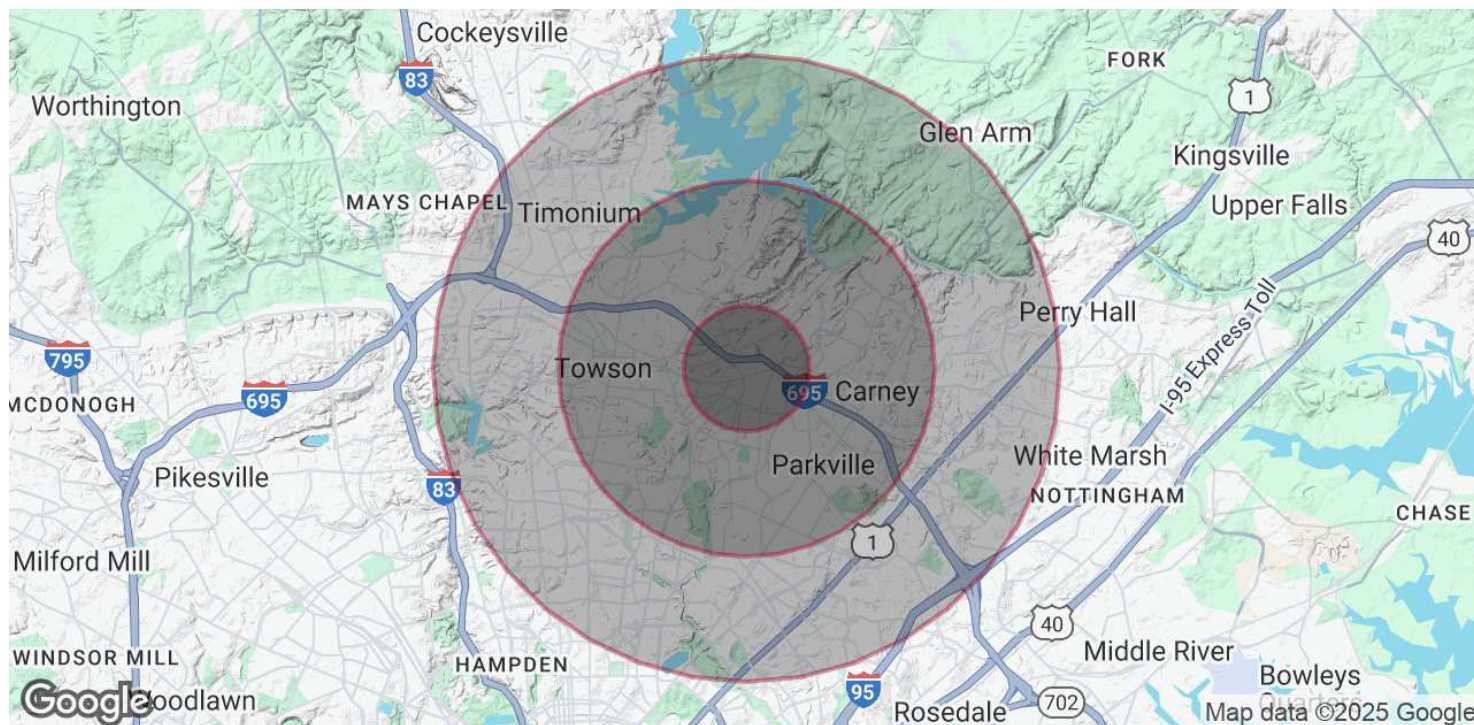 Cockeysville
83
FORK
1
Worthington
Glen Arm
Kingsville
MAYS CHAPEL
Timonium
Upper Falls
40
Perry Hall
795
Towson
I-95 Express Toll
695
695
Carney
MCDONOGH
Pikesville
Parkville
White Marsh
83
NOTTINGHAM
CHASE
1
Milford Mill
40
WINDSOR MILL
HAMPDEN
Middle River
Bowleys
Quarters
95
Google
Woodlawn
702
Rosedale
Map data ©2025 Google